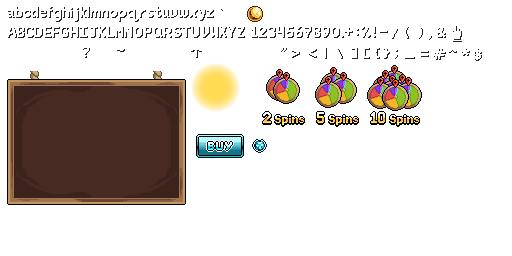 abcdefghijklmnopqrstuvwxyz `
ABCDEFGHIJKLMNOPQRSTUVWXYZ 1234567890.+:%!-/(),&
? ~ ↑ " > < | \ ] [ { } ; _ = # ~ * $
2 Spins 5 Spins 10 Spins
BUY